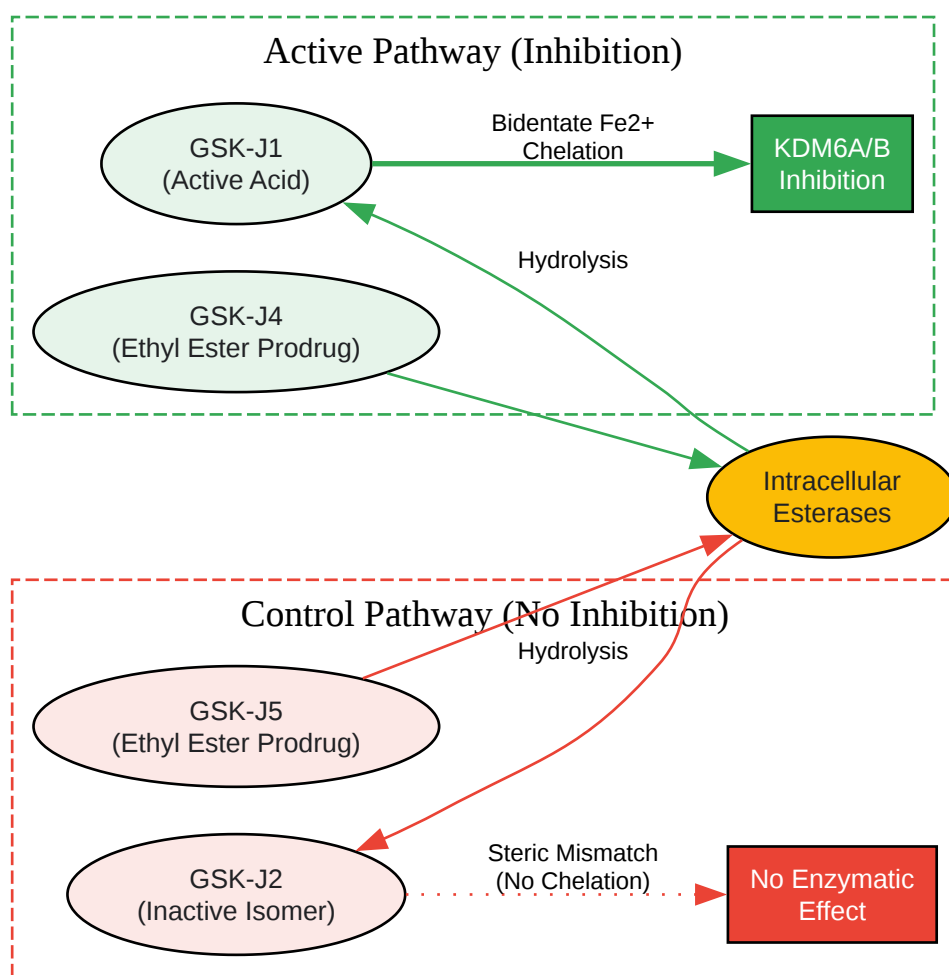 Active Pathway (Inhibition)
GSK-J1
(Active Acid)
Bidentate Fe2+
Chelation
KDM6A/B
Inhibition
Hydrolysis
GSK-J4
(Ethyl Ester Prodrug)
Intracellular
Esterases
Control Pathway (No Inhibition)
Hydrolysis
GSK-J5
(Ethyl Ester Prodrug)
GSK-J2
(Inactive Isomer)
Steric Mismatch
(No Chelation)
No Enzymatic
Effect